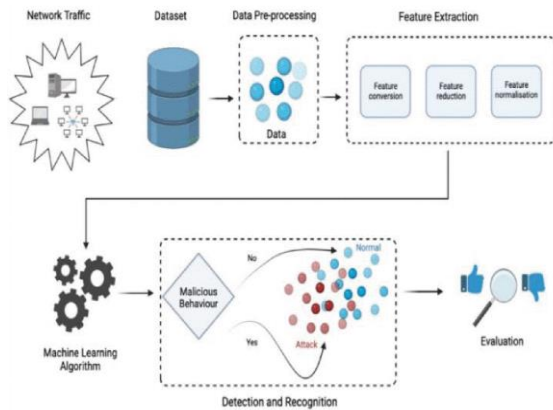 Network Traffic
Dataset
Data Pre-processing
Feature Extraction
Data
Feature
conversion
Feature
reduction
Feature
normalisation
Machine Learning
Algorithm
Malicious
Behaviour
No
Yes
Normal
Attack
Evaluation
Detection and Recognition